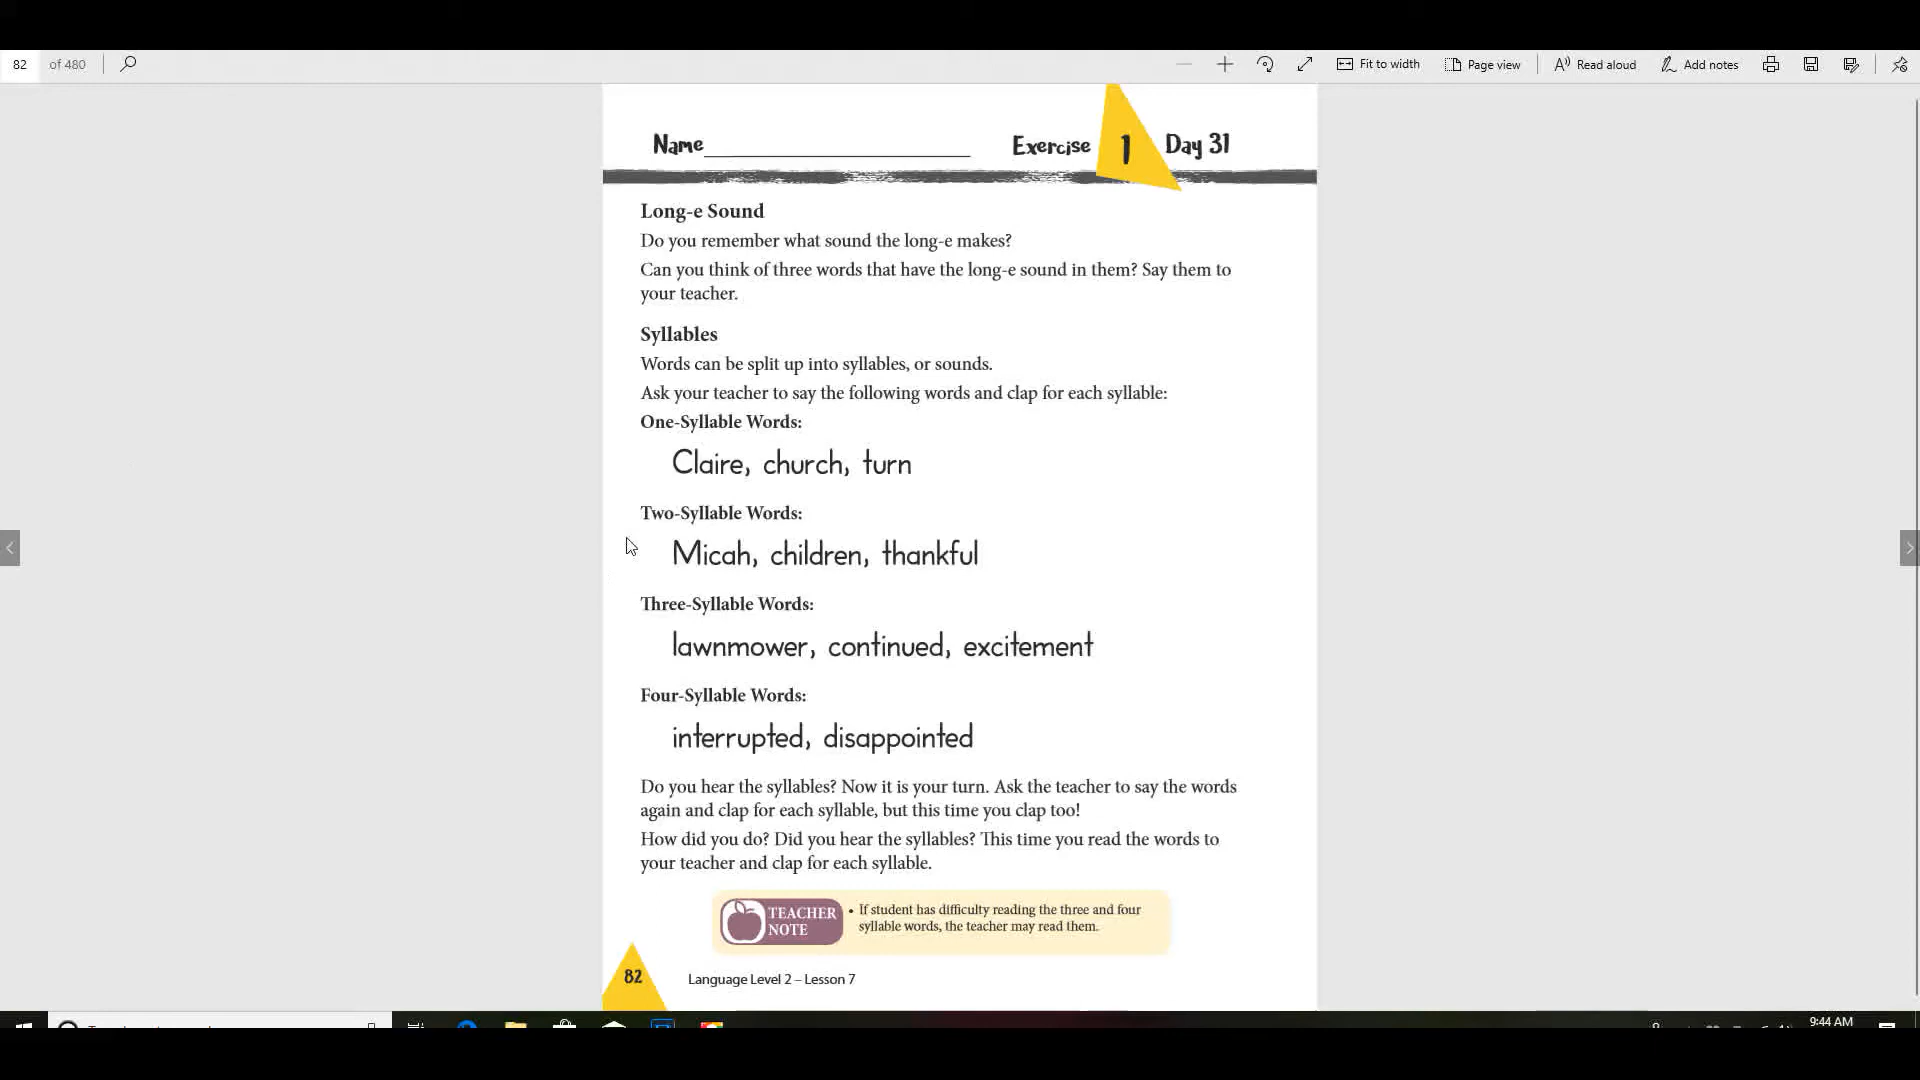 82 of 480
Fit to width
Page view
Read aloud
Add notes
Name
Exercise 1 Day 31
Long-e Sound
Do you remember what sound the long-e makes?
Can you think of three words that have the long-e sound in them? Say them to
your teacher.
Syllables
Words can be split up into syllables, or sounds.
Ask your teacher to say the following words and clap for each syllable:
One-Syllable Words:
Claire, church, turn
Two-Syllable Words:
Micah, children, thankful
Three-Syllable Words:
lawnmower, continued, excitement
Four-Syllable Words:
interrupted, disappointed
Do you hear the syllables? Now it is your turn. Ask the teacher to say the words
again and clap for each syllable, but this time you clap too!
How did you do? Did you hear the syllables? This time you read the words to
your teacher and clap for each syllable.
TEACHER
NOTE
• If student has difficulty reading the three and four
syllable words, the teacher may read them.
82
Language Level 2 – Lesson 7
9:44 AM